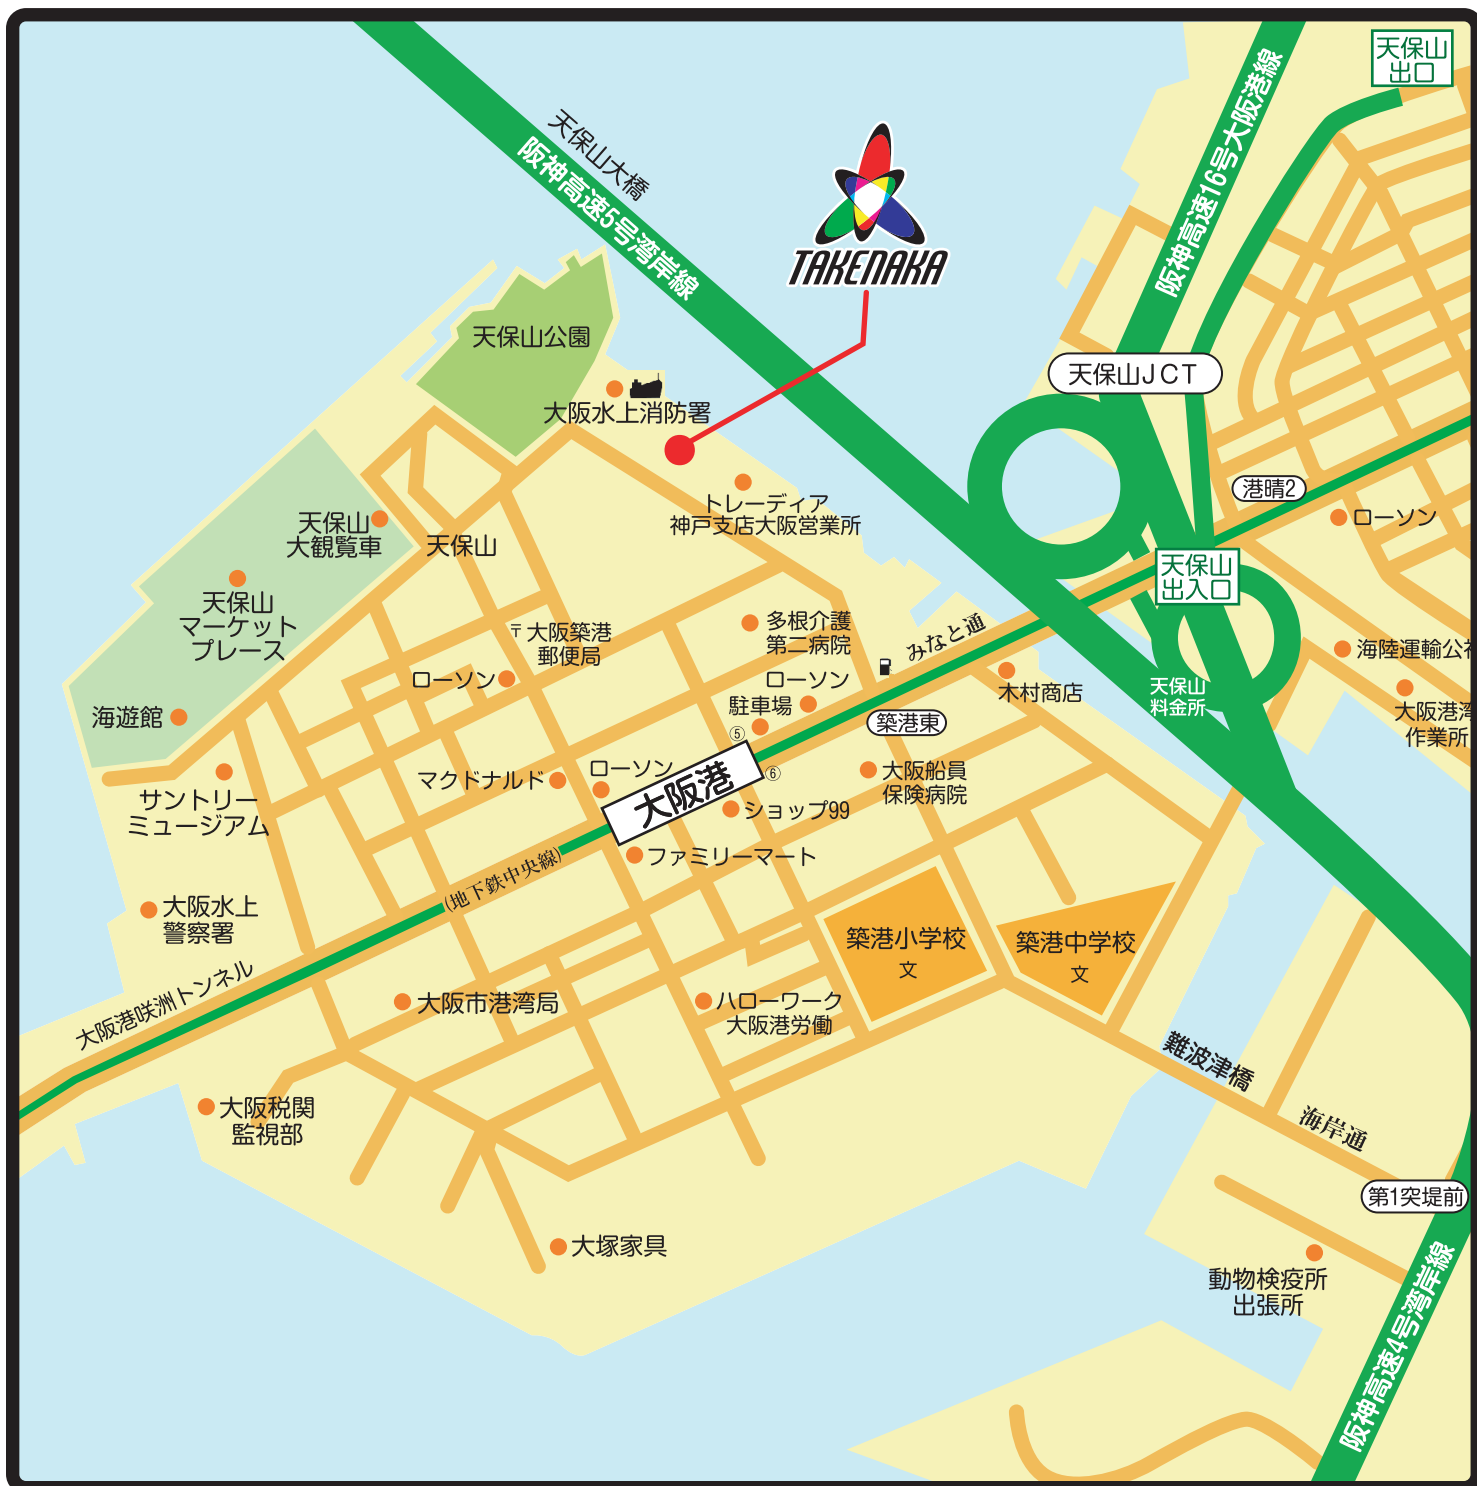 天保山
出口
阪神高速16号大阪港線
天保山大橋
阪神高速5号湾岸線
TAKENAKA
天保山公園
天保山JCT
大阪水上消防署
トレーディア
神戸支店大阪営業所
港晴2
ローソン
天保山
大観覧車
天保山
天保山
出入口
天保山
マーケット
プレース
〒大阪築港
郵便局
多根介護
第二病院
みなと通
海陸運輸公社
ローソン
ローソン
木村商店
天保山
料金所
大阪港湾
作業所
海遊館
駐車場
築港東
⑤
⑥
マクドナルド
ローソン
大阪港
大阪船員
保険病院
サントリー
ミュージアム
ショップ99
ファミリーマート
(地下鉄中央線)
大阪水上
警察署
築港小学校
文
築港中学校
文
大阪港咲洲トンネル
大阪市港湾局
ハローワーク
大阪港労働
難波津橋
大阪税関
監視部
海岸通
第1突堤前
大塚家具
動物検疫所
出張所
阪神高速4号湾岸線